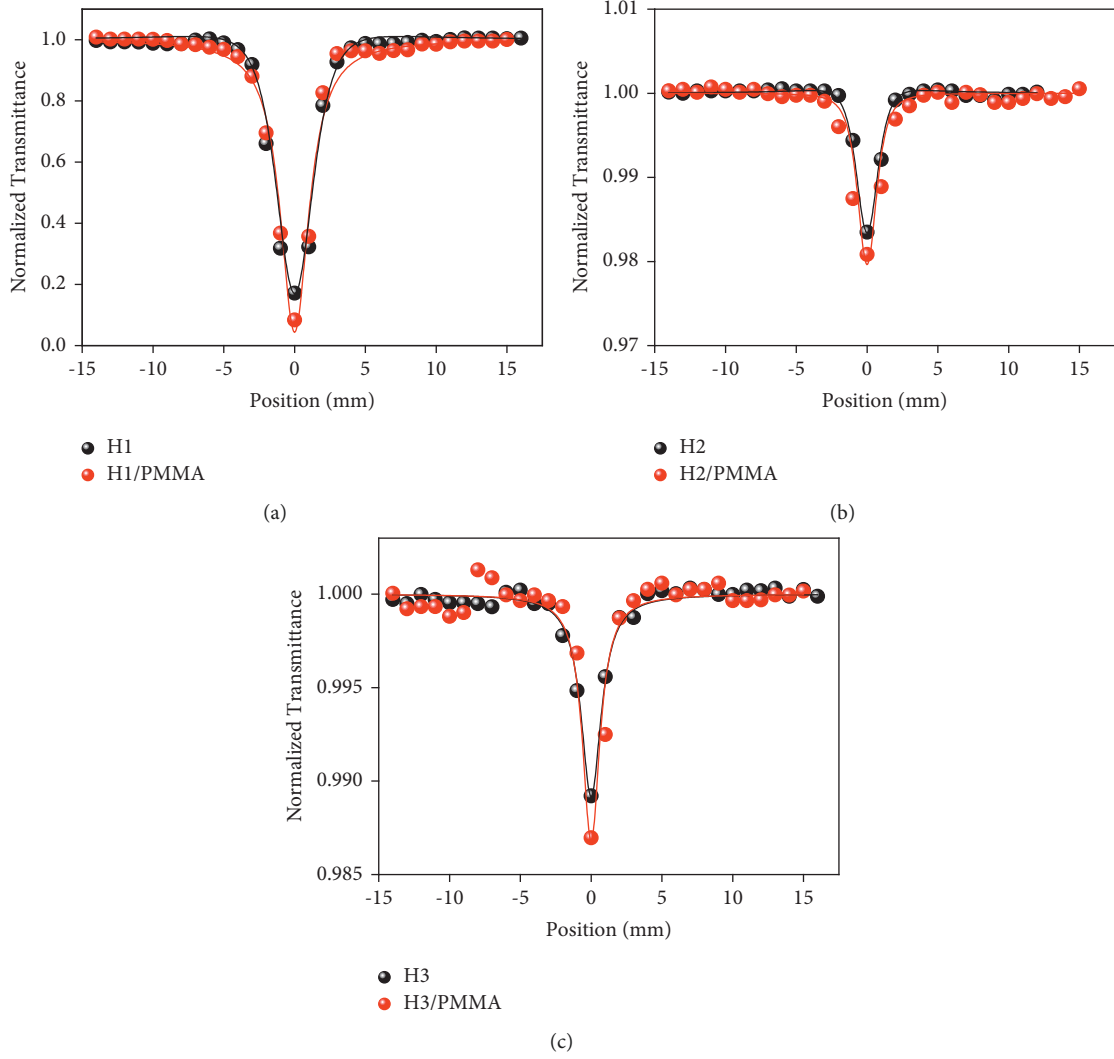 Normalized Transmittance
1.0
0.8
0.6
0.4
0.2
0.0
-15 -10 -5 0 5 10 15
Position (mm)
H1
H1/PMMA
(a)
Normalized Transmittance
1.01
1.00
0.99
0.98
0.97
-15 -10 -5 0 5 10 15
Position (mm)
H2
H2/PMMA
(b)
Normalized Transmittance
1.000
0.995
0.990
0.985
-15 -10 -5 0 5 10 15
Position (mm)
H3
H3/PMMA
(c)